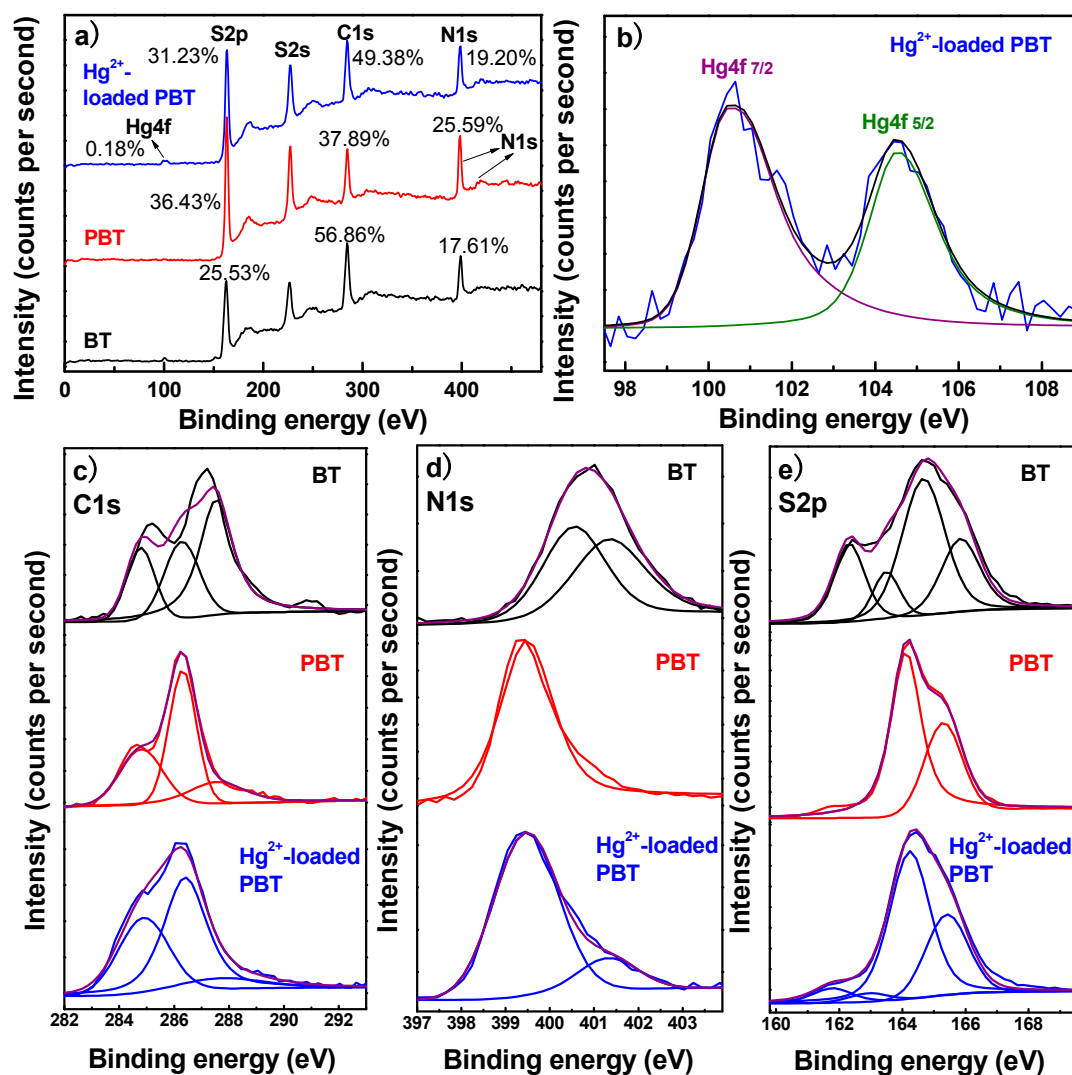 a)
S2p
S2s
C1s
N1s
31.23%
49.38%
19.20%
Hg²⁺-
loaded PBT
Hg4f
0.18%
37.89%
25.59%
N1s
36.43%
PBT
56.86%
17.61%
25.53%
BT
0 100 200 300 400
Binding energy (eV)
Intensity (counts per second)
b)
Hg²⁺-loaded PBT
Hg4f 7/2
Hg4f 5/2
98 100 102 104 106 108
Binding energy (eV)
Intensity (counts per second)
c)
C1s
BT
PBT
Hg²⁺-loaded
PBT
282 284 286 288 290 292
Binding energy (eV)
Intensity (counts per second)
d)
N1s
BT
PBT
Hg²⁺-loaded
PBT
397 398 399 400 401 402 403
Binding energy (eV)
Intensity (counts per second)
e)
S2p
BT
PBT
Hg²⁺-loaded
PBT
160 162 164 166 168
Binding energy (eV)
Intensity (counts per second)